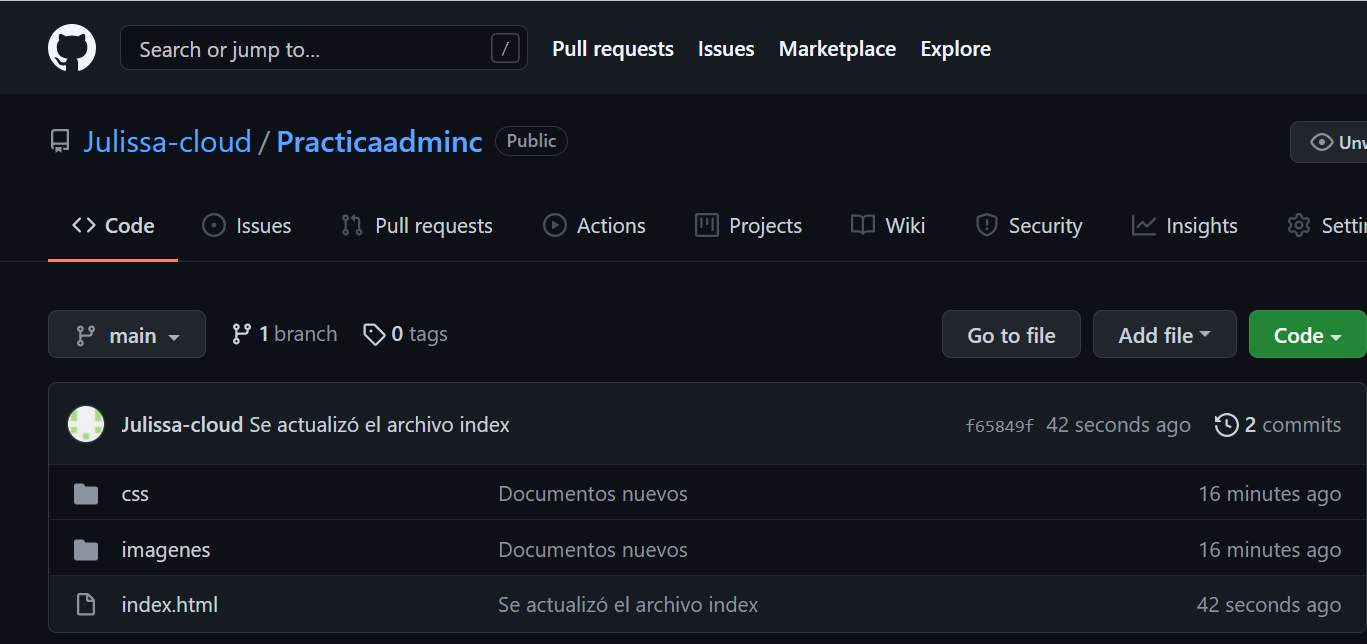 Search or jump to... / Pull requests Issues Marketplace Explore
Julissa-cloud / Practicaadminc Public
Code Issues Pull requests Actions Projects Wiki Security Insights
main 1 branch 0 tags Go to file Add file Code
Julissa-cloud Se actualizó el archivo index f65849f 42 seconds ago 2 commits
css Documentos nuevos 16 minutes ago
imagenes Documentos nuevos 16 minutes ago
index.html Se actualizó el archivo index 42 seconds ago